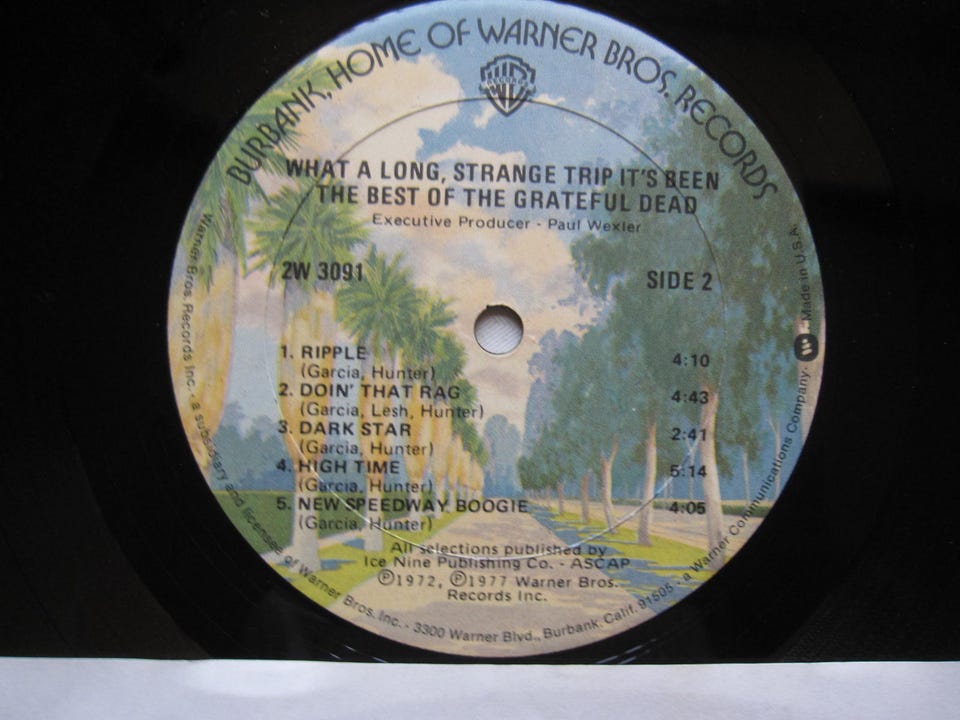 BURBANK, HOME OF WARNER BROS. RECORDS
WB
RECORDS
WHAT A LONG, STRANGE TRIP IT'S BEEN
THE BEST OF THE GRATEFUL DEAD
Executive Producer - Paul Wexler
2W 3091 SIDE 2
1. RIPPLE 4:10
(Garcia, Hunter)
2. DOIN' THAT RAG 4:43
(Garcia, Lesh, Hunter)
3. DARK STAR 2:41
(Garcia, Hunter)
4. HIGH TIME 5:14
(Garcia, Hunter)
5. NEW SPEEDWAY BOOGIE 4:05
(Garcia, Hunter)
All selections published by
Ice Nine Publishing Co. - ASCAP
Ⓟ1972, Ⓟ1977 Warner Bros.
Records Inc.
Warner Bros. Records Inc. · a subsidiary and licensee of Warner Bros. Inc. · 3300 Warner Blvd., Burbank, Calif. 91505 · a Warner Communications Company · Made in U.S.A.